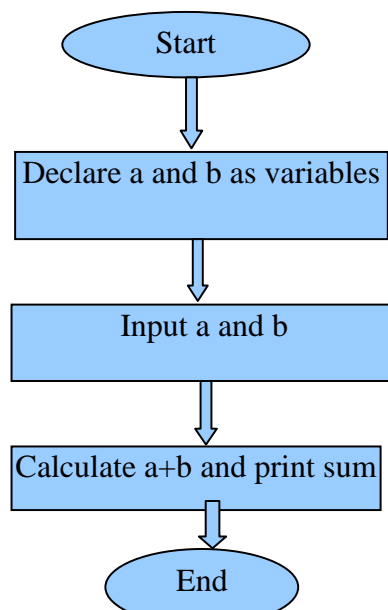 Start
Declare a and b as variables
Input a and b
Calculate a+b and print sum
End